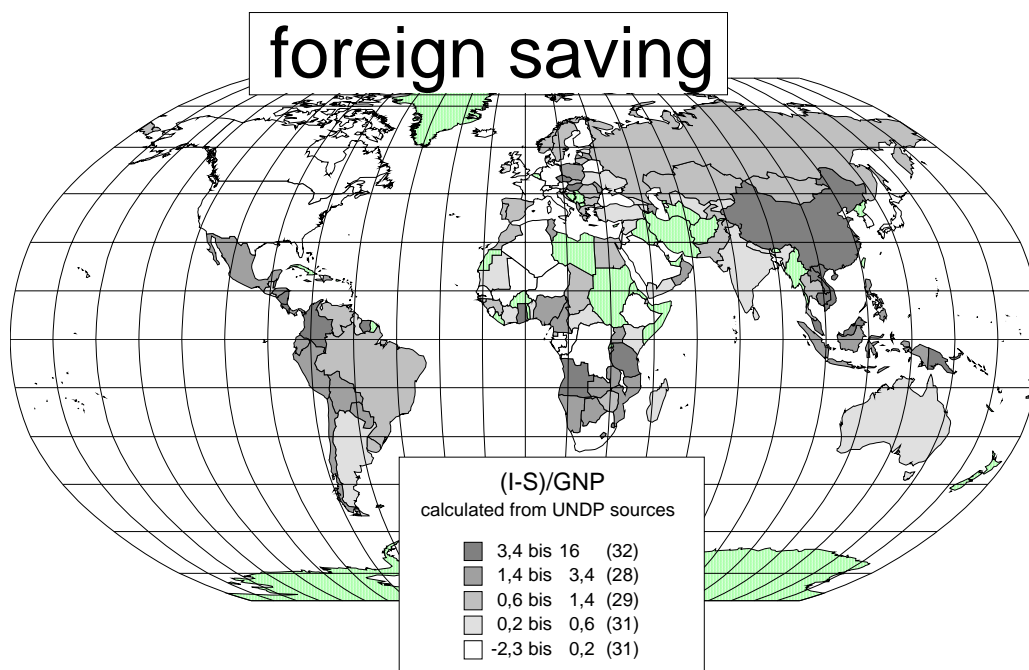 foreign saving
(I-S)/GNP
calculated from UNDP sources
3,4 bis 16 (32)
1,4 bis 3,4 (28)
0,6 bis 1,4 (29)
0,2 bis 0,6 (31)
-2,3 bis 0,2 (31)